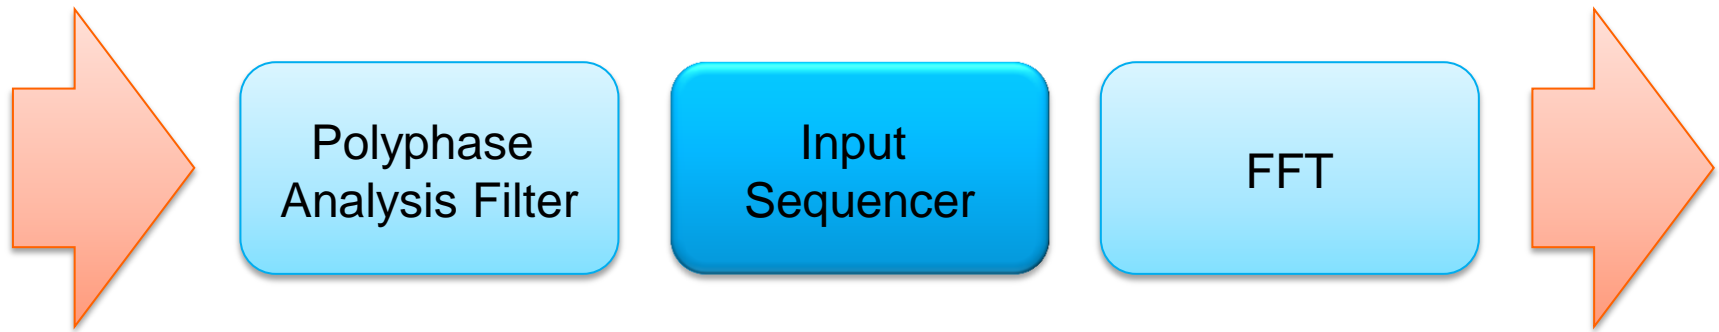 Polyphase
Analysis Filter
Input
Sequencer
FFT